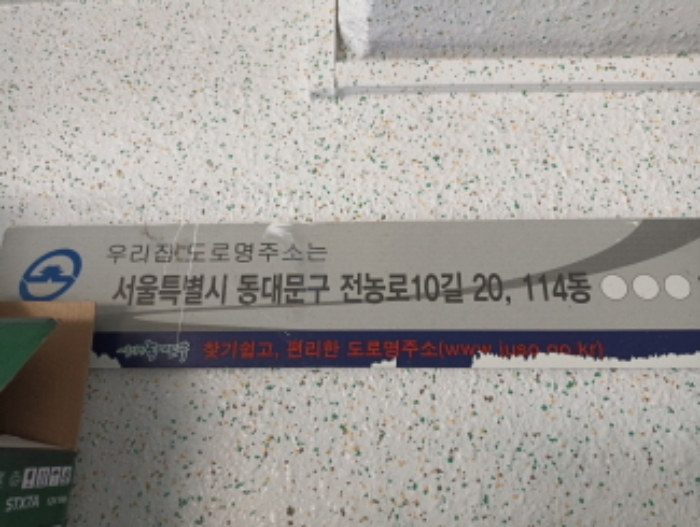 우리집 도로명주소는
서울특별시 동대문구 전농로10길 20, 114동
찾기쉽고, 편리한 도로명주소(www.juso.go.kr)
STX7A